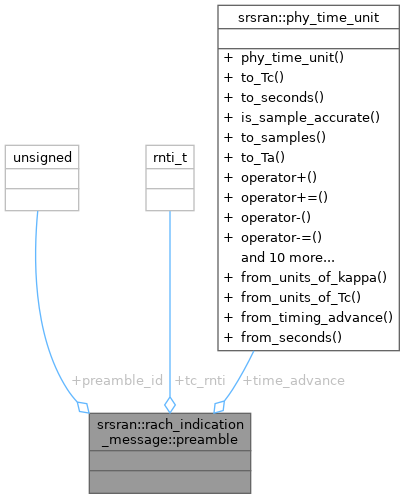 srsran::phy_time_unit
+ phy_time_unit()
+ to_Tc()
+ to_seconds()
+ is_sample_accurate()
+ to_samples()
+ to_Ta()
+ operator+()
+ operator+=()
+ operator-()
+ operator-=()
and 10 more...
+ from_units_of_kappa()
+ from_units_of_Tc()
+ from_timing_advance()
+ from_seconds()
unsigned
rnti_t
+preamble_id
+tc_rnti
+time_advance
srsran::rach_indication
_message::preamble